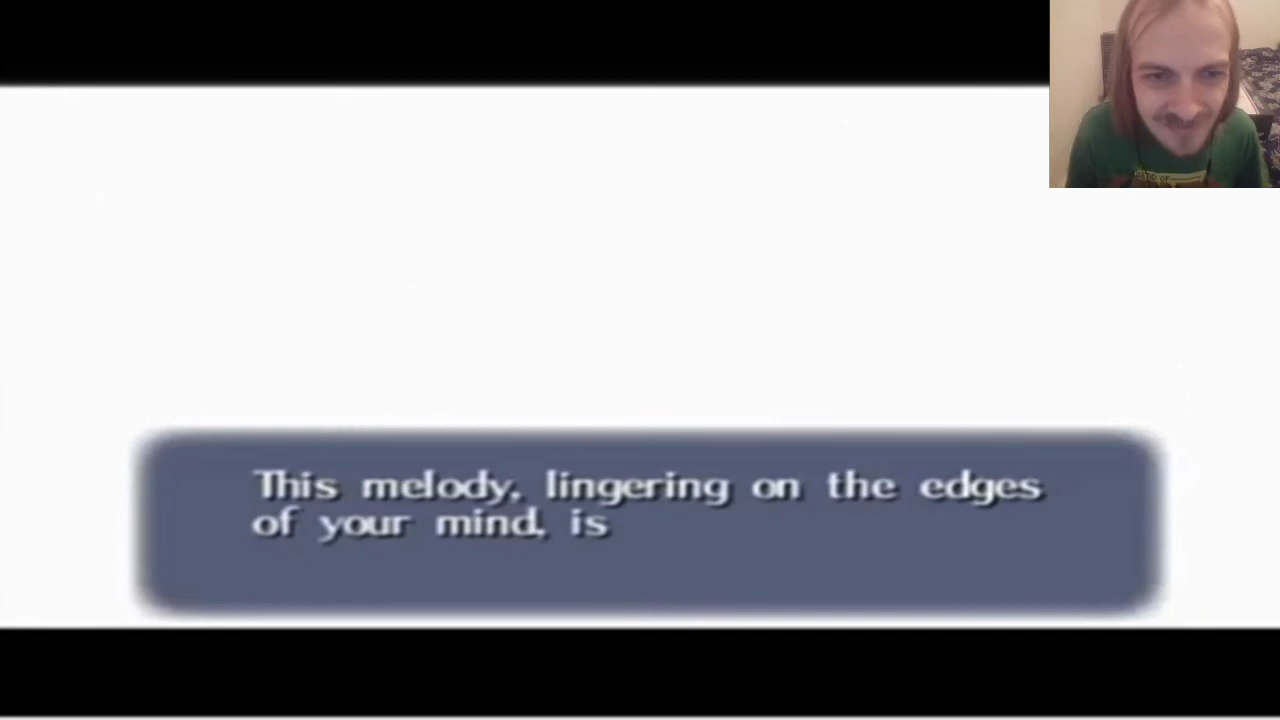 This melody, lingering on the edges
of your mind, is